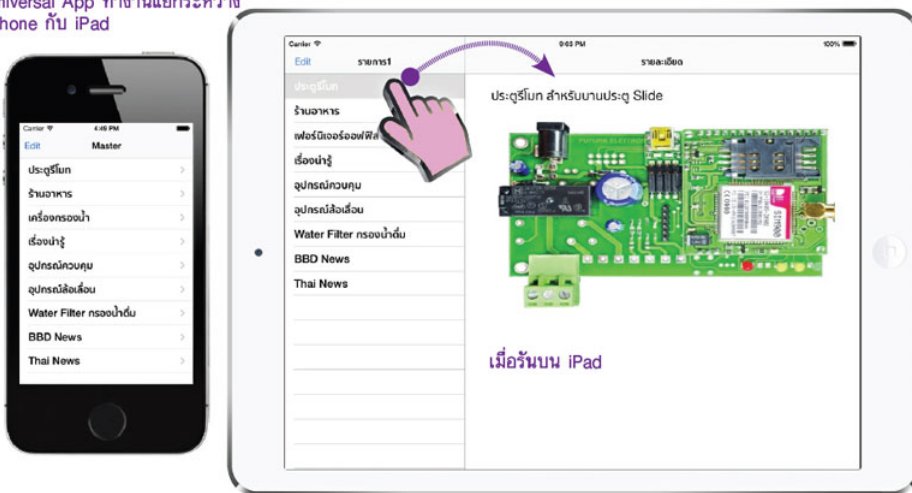 niversal App ทำงานแยกระหว่าง
hone กับ iPad
Carrier 4:49 PM
Edit Master
ประตูรีโมท
ร้านอาหาร
เครื่องกรองน้ำ
เรื่องน่ารู้
อุปกรณ์ควบคุม
อุปกรณ์ล้อเลื่อน
Water Filter กรองน้ำดื่ม
BBD News
Thai News
Carrier 9:03 PM 100%
Edit รายการ1 รายละเอียด
ประตูรีโมท
ร้านอาหาร
เฟอร์นิเจอร์ออฟฟิส
เรื่องน่ารู้
อุปกรณ์ควบคุม
อุปกรณ์ล้อเลื่อน
Water Filter กรองน้ำดื่ม
BBD News
Thai News
ประตูรีโมท สำหรับบานประตู Slide
SIM900
เมื่อรันบน iPad